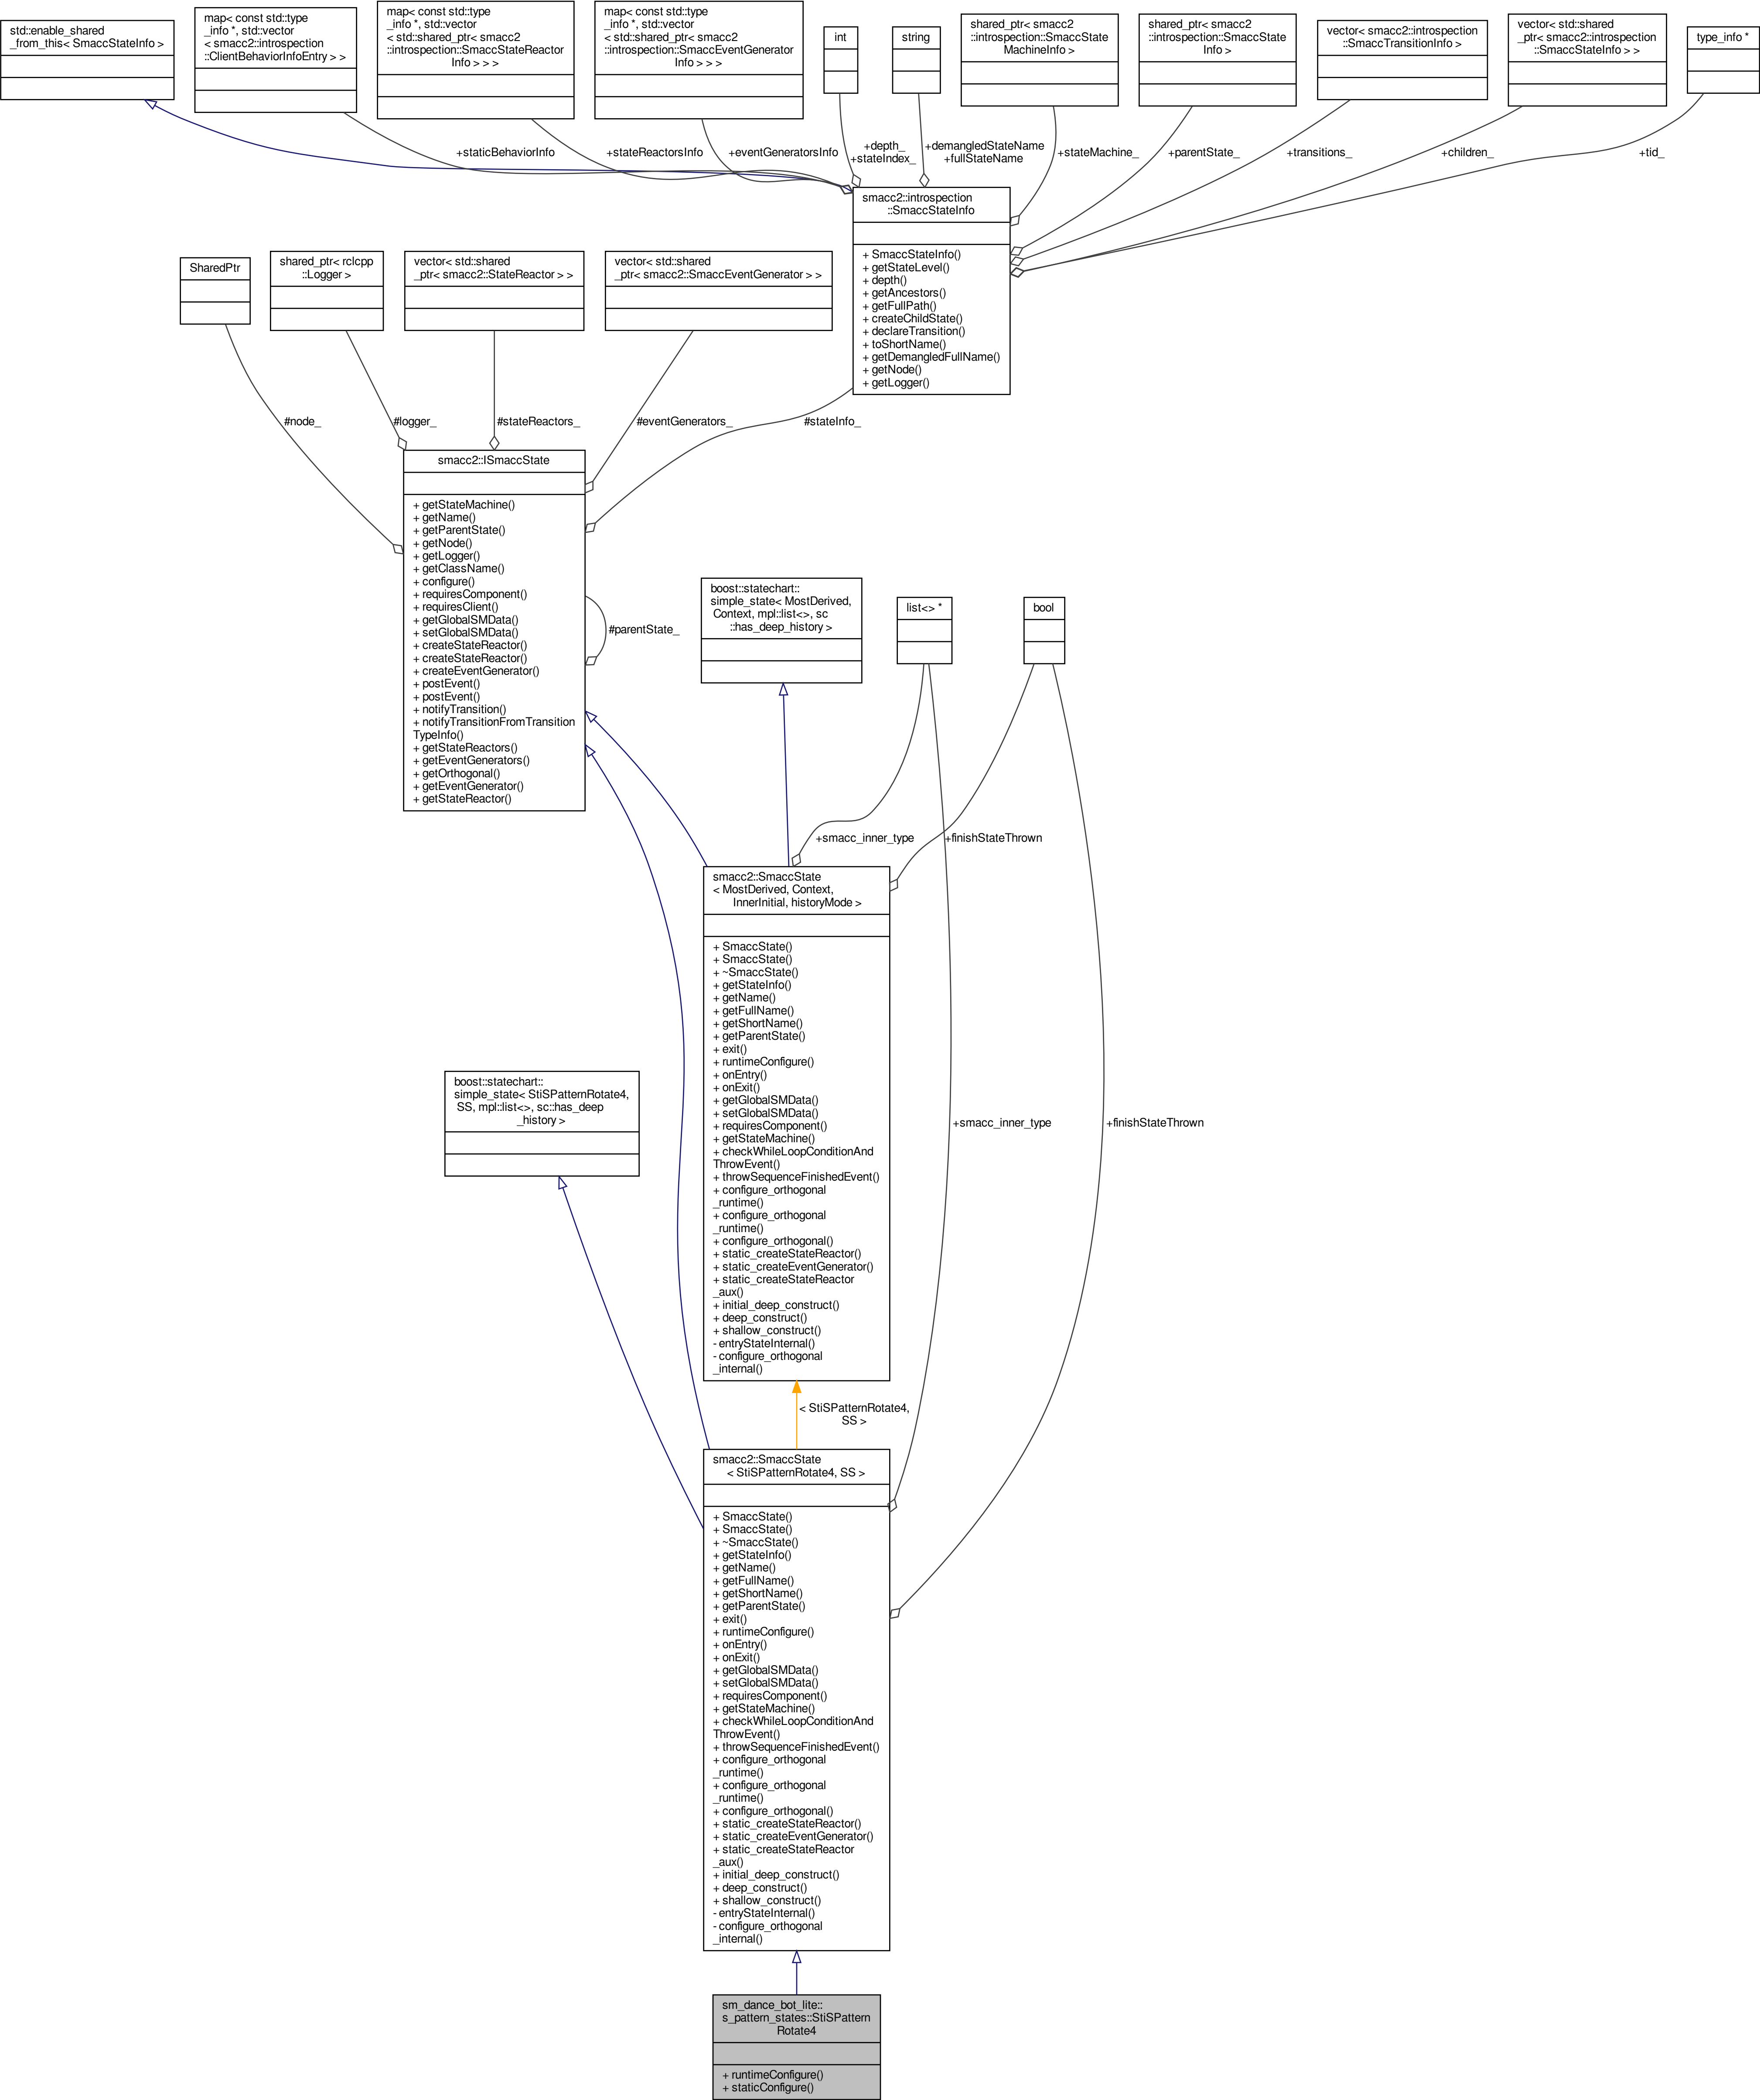 std::enable_shared
_from_this< SmaccStateInfo >
map< const std::type
_info *, std::vector
< smacc2::introspection
::ClientBehaviorInfoEntry > >
map< const std::type
_info *, std::vector
< std::shared_ptr< smacc2
::introspection::SmaccStateReactor
Info > > >
map< const std::type
_info *, std::vector
< std::shared_ptr< smacc2
::introspection::SmaccEventGenerator
Info > > >
int
string
shared_ptr< smacc2
::introspection::SmaccState
MachineInfo >
shared_ptr< smacc2
::introspection::SmaccState
Info >
vector< smacc2::introspection
::SmaccTransitionInfo >
vector< std::shared
_ptr< smacc2::introspection
::SmaccStateInfo > >
type_info *
+staticBehaviorInfo
+stateReactorsInfo
+eventGeneratorsInfo
+depth_
+stateIndex_
+demangledStateName
+fullStateName
+stateMachine_
+parentState_
+transitions_
+children_
+tid_
smacc2::introspection
::SmaccStateInfo
+ SmaccStateInfo()
+ getStateLevel()
+ depth()
+ getAncestors()
+ getFullPath()
+ createChildState()
+ declareTransition()
+ toShortName()
+ getDemangledFullName()
+ getNode()
+ getLogger()
SharedPtr
shared_ptr< rclcpp
::Logger >
vector< std::shared
_ptr< smacc2::StateReactor > >
vector< std::shared
_ptr< smacc2::SmaccEventGenerator > >
#node_
#logger_
#stateReactors_
#eventGenerators_
#stateInfo_
smacc2::ISmaccState
+ getStateMachine()
+ getName()
+ getParentState()
+ getNode()
+ getLogger()
+ getClassName()
+ configure()
+ requiresComponent()
+ requiresClient()
+ getGlobalSMData()
+ setGlobalSMData()
+ createStateReactor()
+ createStateReactor()
+ createEventGenerator()
+ postEvent()
+ postEvent()
+ notifyTransition()
+ notifyTransitionFromTransition
TypeInfo()
+ getStateReactors()
+ getEventGenerators()
+ getOrthogonal()
+ getEventGenerator()
+ getStateReactor()
#parentState_
boost::statechart::
simple_state< MostDerived,
Context, mpl::list<>, sc
::has_deep_history >
list<> *
bool
+smacc_inner_type
+finishStateThrown
smacc2::SmaccState
< MostDerived, Context,
InnerInitial, historyMode >
+ SmaccState()
+ SmaccState()
+ ~SmaccState()
+ getStateInfo()
+ getName()
+ getFullName()
+ getShortName()
+ getParentState()
+ exit()
+ runtimeConfigure()
+ onEntry()
+ onExit()
+ getGlobalSMData()
+ setGlobalSMData()
+ requiresComponent()
+ getStateMachine()
+ checkWhileLoopConditionAnd
ThrowEvent()
+ throwSequenceFinishedEvent()
+ configure_orthogonal
_runtime()
+ configure_orthogonal
_runtime()
+ configure_orthogonal()
+ static_createStateReactor()
+ static_createEventGenerator()
+ static_createStateReactor
_aux()
+ initial_deep_construct()
+ deep_construct()
+ shallow_construct()
- entryStateInternal()
- configure_orthogonal
_internal()
boost::statechart::
simple_state< StiSPatternRotate4,
SS, mpl::list<>, sc::has_deep
_history >
+smacc_inner_type
+finishStateThrown
< StiSPatternRotate4,
SS >
smacc2::SmaccState
< StiSPatternRotate4, SS >
+ SmaccState()
+ SmaccState()
+ ~SmaccState()
+ getStateInfo()
+ getName()
+ getFullName()
+ getShortName()
+ getParentState()
+ exit()
+ runtimeConfigure()
+ onEntry()
+ onExit()
+ getGlobalSMData()
+ setGlobalSMData()
+ requiresComponent()
+ getStateMachine()
+ checkWhileLoopConditionAnd
ThrowEvent()
+ throwSequenceFinishedEvent()
+ configure_orthogonal
_runtime()
+ configure_orthogonal
_runtime()
+ configure_orthogonal()
+ static_createStateReactor()
+ static_createEventGenerator()
+ static_createStateReactor
_aux()
+ initial_deep_construct()
+ deep_construct()
+ shallow_construct()
- entryStateInternal()
- configure_orthogonal
_internal()
sm_dance_bot_lite::
s_pattern_states::StiSPattern
Rotate4
+ runtimeConfigure()
+ staticConfigure()